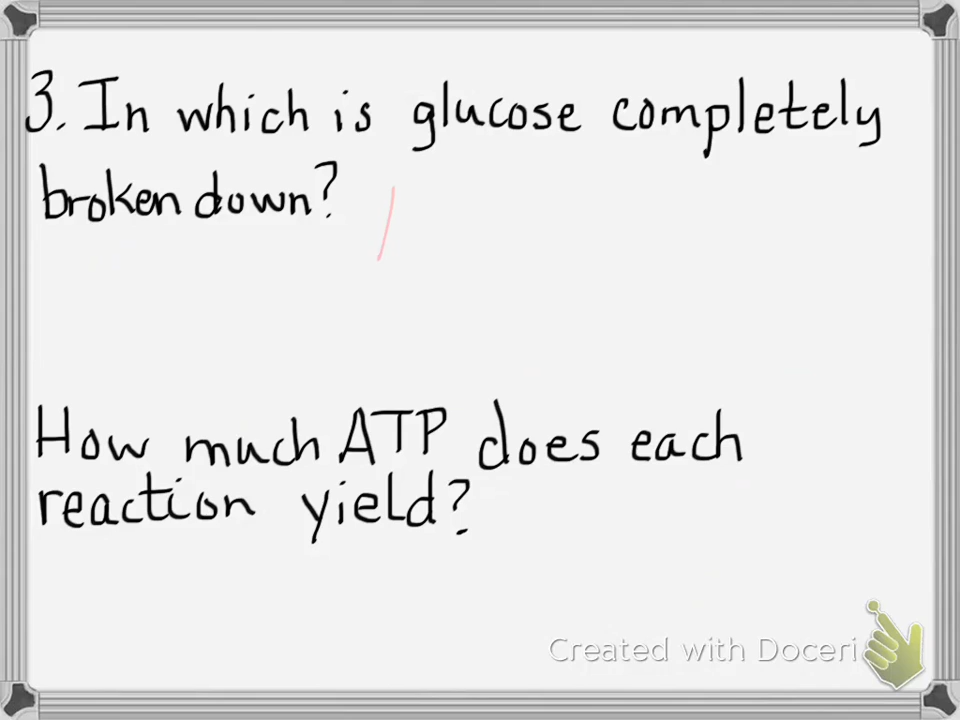 3. In which is glucose completely
broken down?
How much ATP does each
reaction yield?
Created with Doceri